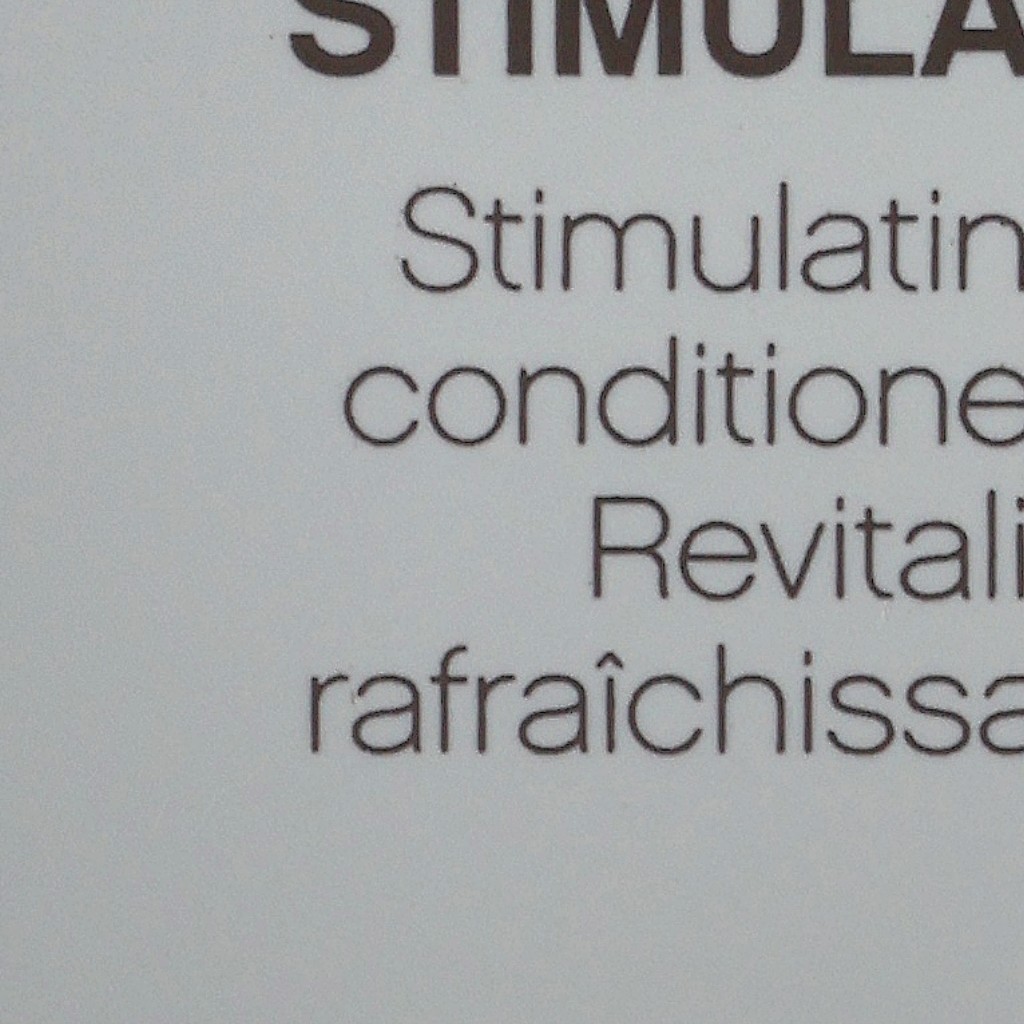 STIMULA
Stimulatin
conditione
Revitali
rafraîchissa